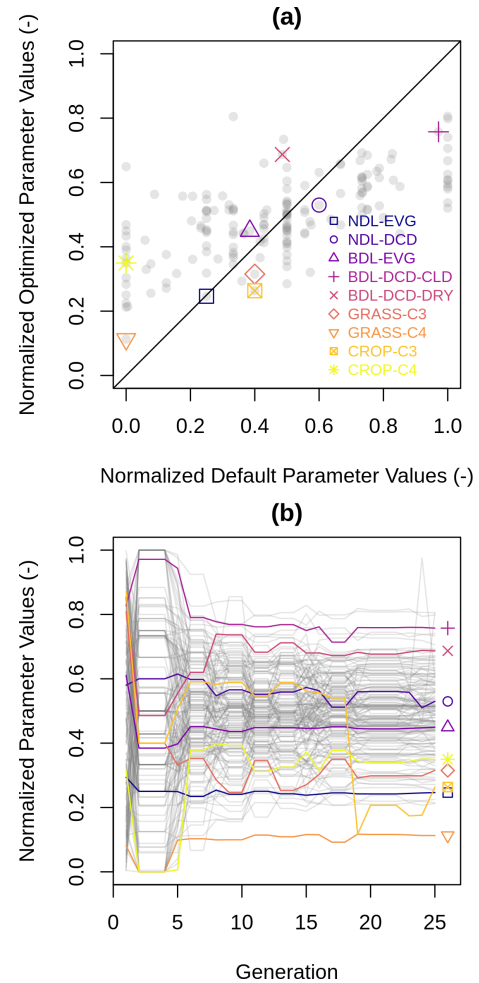 (a)
Normalized Optimized Parameter Values (-)
1.0
0.8
0.6
0.4
0.2
0.0
NDL-EVG
NDL-DCD
BDL-EVG
BDL-DCD-CLD
BDL-DCD-DRY
GRASS-C3
GRASS-C4
CROP-C3
CROP-C4
0.0 0.2 0.4 0.6 0.8 1.0
Normalized Default Parameter Values (-)
(b)
Normalized Parameter Values (-)
1.0
0.8
0.6
0.4
0.2
0.0
0 5 10 15 20 25
Generation